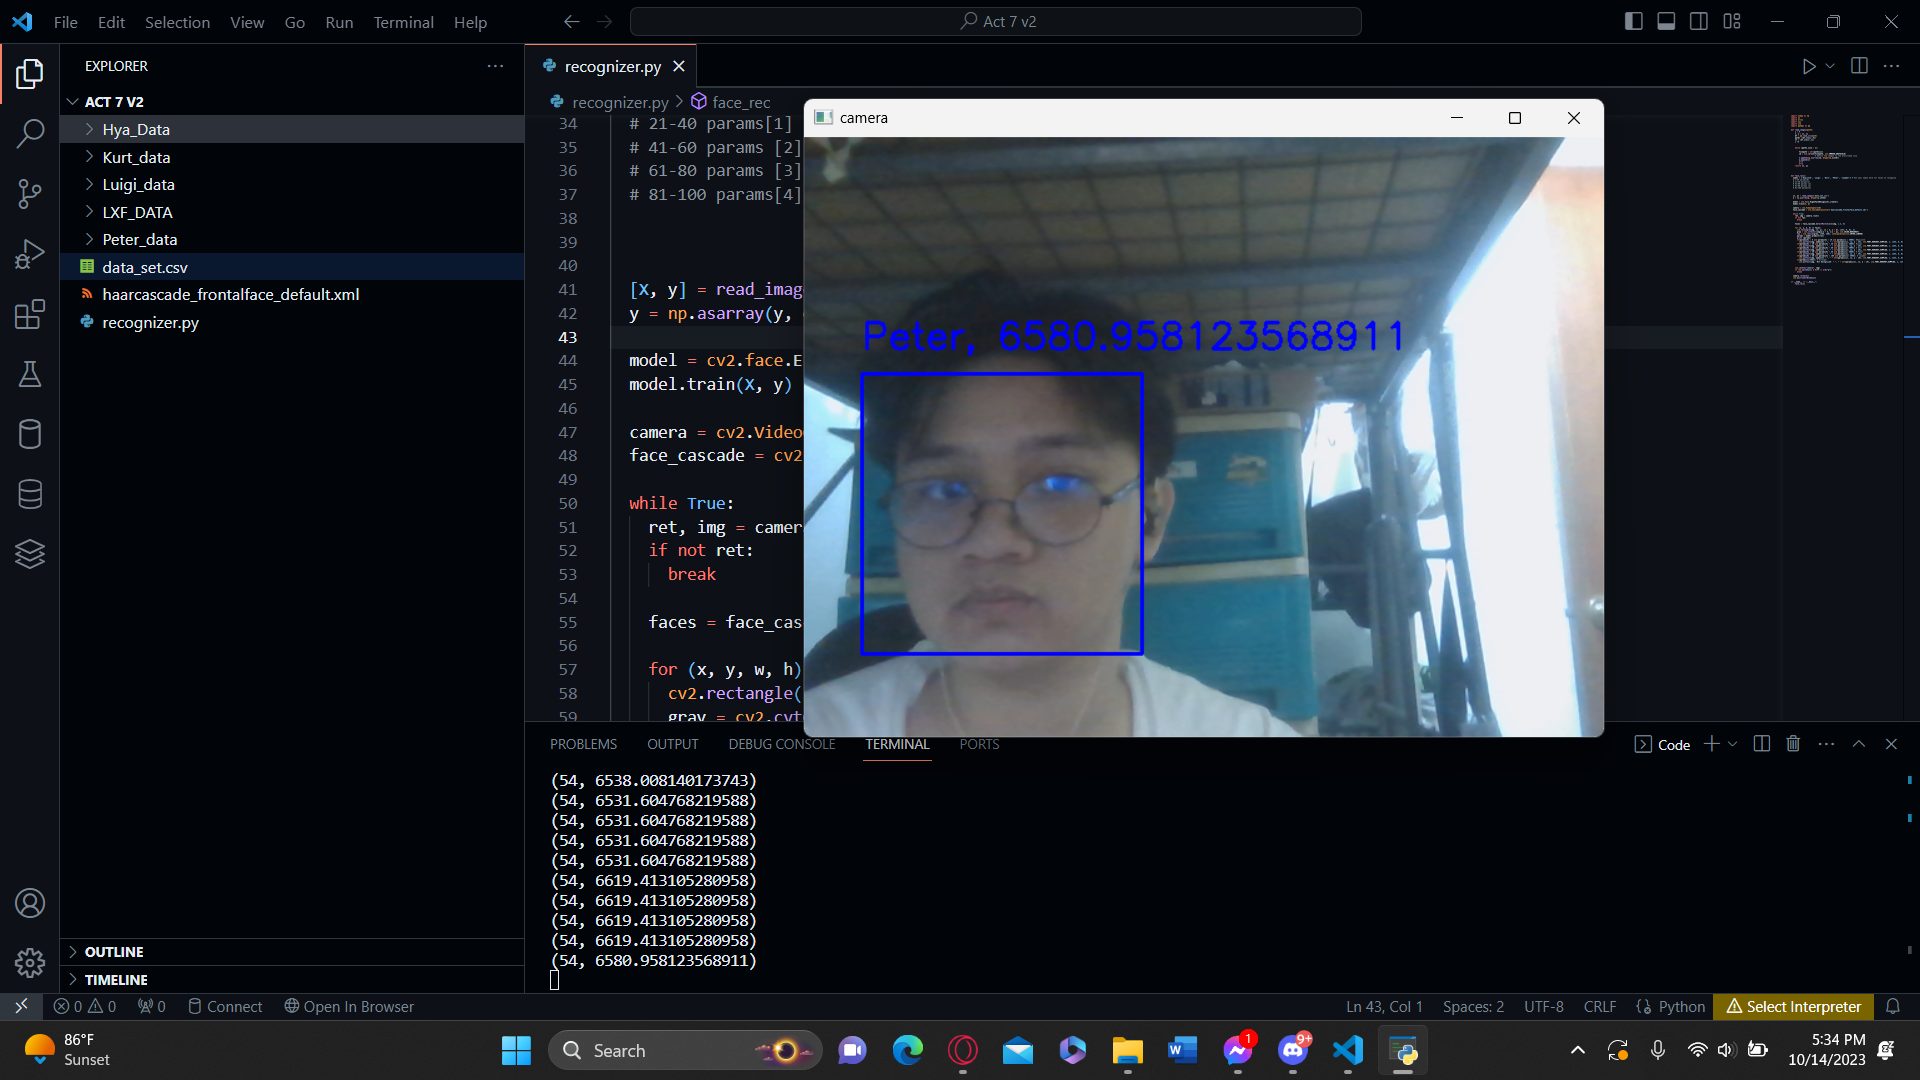 File Edit Selection View Go Run Terminal Help
Act 7 v2
EXPLORER
ACT 7 V2
Hya_Data
Kurt_data
Luigi_data
LXF_DATA
Peter_data
data_set.csv
haarcascade_frontalface_default.xml
recognizer.py
OUTLINE
TIMELINE
recognizer.py
recognizer.py > face_rec
34 # 21-40 params[1]
35 # 41-60 params [2]
36 # 61-80 params [3]
37 # 81-100 params[4]
38
39
40
41 [X, y] = read_imag
42 y = np.asarray(y,
43
44 model = cv2.face.E
45 model.train(X, y)
46
47 camera = cv2.Video
48 face_cascade = cv2
49
50 while True:
51 ret, img = camer
52 if not ret:
53 break
54
55 faces = face_cas
56
57 for (x, y, w, h)
58 cv2.rectangle(
59 gray = cv2.cvt
camera
Peter, 6580.958123568911
PROBLEMS OUTPUT DEBUG CONSOLE TERMINAL PORTS
Code
(54, 6538.008140173743)
(54, 6531.604768219588)
(54, 6531.604768219588)
(54, 6531.604768219588)
(54, 6531.604768219588)
(54, 6619.413105280958)
(54, 6619.413105280958)
(54, 6619.413105280958)
(54, 6619.413105280958)
(54, 6580.958123568911)
0 0 0 Connect Open In Browser
Ln 43, Col 1 Spaces: 2 UTF-8 CRLF Python Select Interpreter
86°F
Sunset
Search
1
9+
5:34 PM
10/14/2023